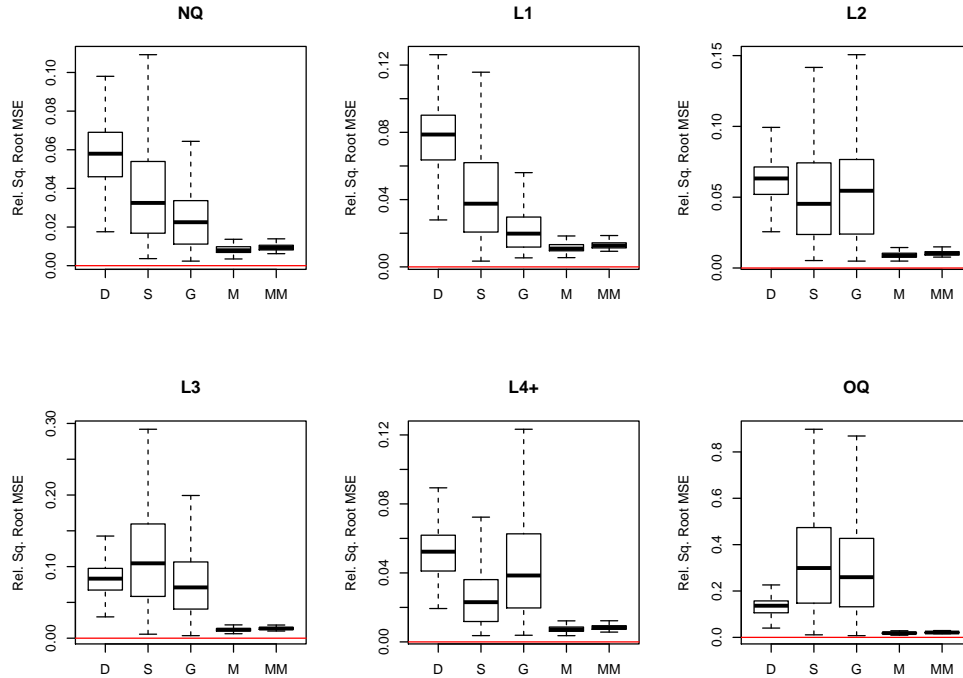 NQ
Rel. Sq. Root MSE
0.00 0.02 0.04 0.06 0.08 0.10
D S G M MM
L1
Rel. Sq. Root MSE
0.00 0.04 0.08 0.12
D S G M MM
L2
Rel. Sq. Root MSE
0.00 0.05 0.10 0.15
D S G M MM
L3
Rel. Sq. Root MSE
0.00 0.10 0.20 0.30
D S G M MM
L4+
Rel. Sq. Root MSE
0.00 0.04 0.08 0.12
D S G M MM
OQ
Rel. Sq. Root MSE
0.0 0.2 0.4 0.6 0.8
D S G M MM